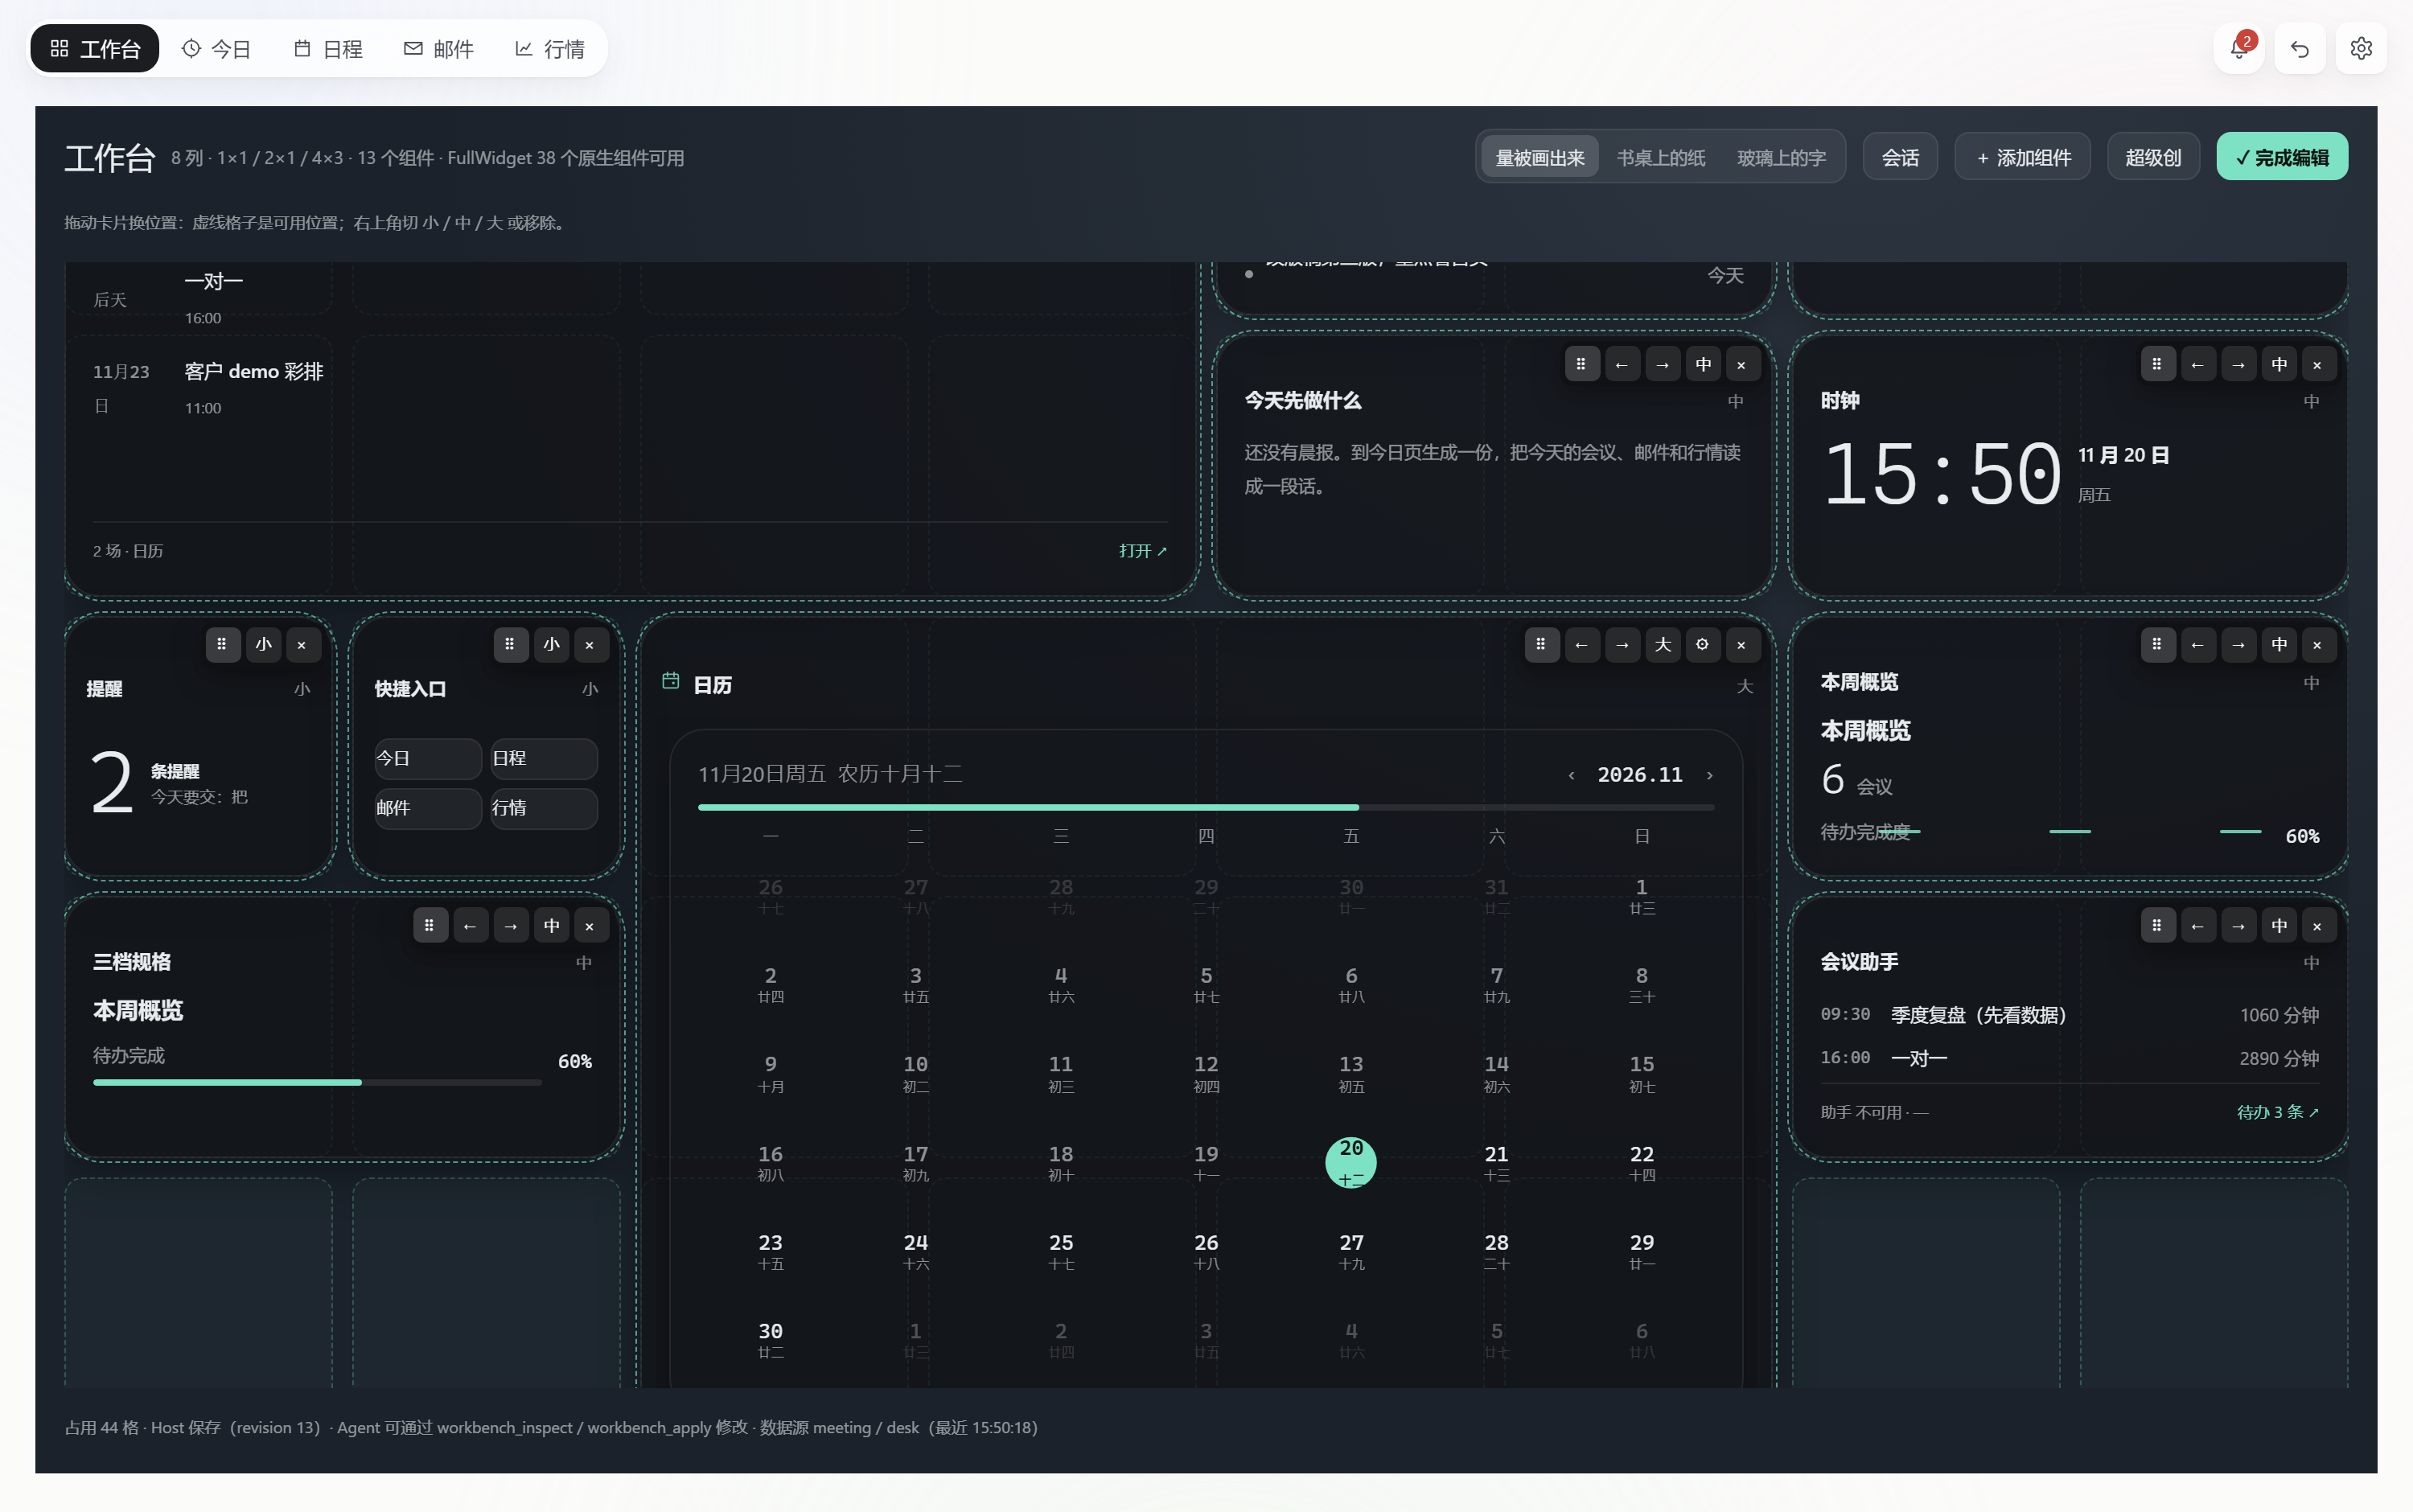 工作台
今日
日程
邮件
行情
2
工作台
8 列 · 1×1 / 2×1 / 4×3 · 13 个组件 · FullWidget 38 个原生组件可用
量被画出来
书桌上的纸
玻璃上的字
会话
+ 添加组件
超级创
✓ 完成编辑
拖动卡片换位置：虚线格子是可用位置；右上角切 小 / 中 / 大 或移除。
一对一
后天
16:00
今天
11月23日
客户 demo 彩排
11:00
2 场 · 日历
打开 ↗
← → 中 ×
今天先做什么
中
还没有晨报。到今日页生成一份，把今天的会议、邮件和行情读
成一段话。
← → 中 ×
时钟
中
15:50
11 月 20 日
周五
小 ×
提醒
小
2
条提醒
今天要交：把
小 ×
快捷入口
小
今日
日程
邮件
行情
← → 大 ×
日历
大
11月20日周五 农历十月十二
‹ 2026.11 ›
一 二 三 四 五 六 日
26 27 28 29 30 31 1
十七 十八 十九 二十 廿一 廿二 廿三
2 3 4 5 6 7 8
廿四 廿五 廿六 廿七 廿八 廿九 三十
9 10 11 12 13 14 15
十月 初二 初三 初四 初五 初六 初七
16 17 18 19 20 21 22
初八 初九 初十 十一 十二 十三 十四
23 24 25 26 27 28 29
十五 十六 十七 十八 十九 二十 廿一
30 1 2 3 4 5 6
廿二 廿三 廿四 廿五 廿六 廿七 廿八
← → 中 ×
本周概览
中
本周概览
6 会议
待办完成度
60%
← → 中 ×
三档规格
中
本周概览
待办完成
60%
← → 中 ×
会议助手
中
09:30 季度复盘（先看数据） 1060 分钟
16:00 一对一 2890 分钟
助手 不可用 · —
待办 3 条 ↗
占用 44 格 · Host 保存（revision 13）· Agent 可通过 workbench_inspect / workbench_apply 修改 · 数据源 meeting / desk（最近 15:50:18）